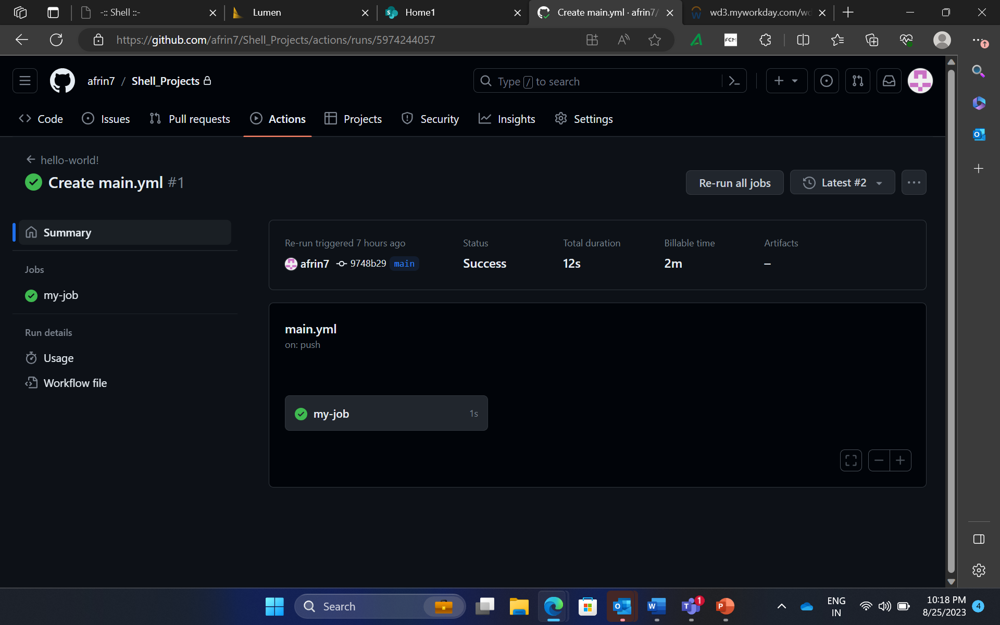 -:: Shell ::-
Lumen
Home1
Create main.yml · afrin7/
wd3.myworkday.com/wd
https://github.com/afrin7/Shell_Projects/actions/runs/5974244057
afrin7 / Shell_Projects
Type / to search
Code
Issues
Pull requests
Actions
Projects
Security
Insights
Settings
hello-world!
Create main.yml #1
Re-run all jobs
Latest #2
Summary
Jobs
my-job
Run details
Usage
Workflow file
Re-run triggered 7 hours ago
afrin7 9748b29 main
Status
Success
Total duration
12s
Billable time
2m
Artifacts
–
main.yml
on: push
my-job 1s
Search
1
ENG
IN
10:18 PM
8/25/2023
4